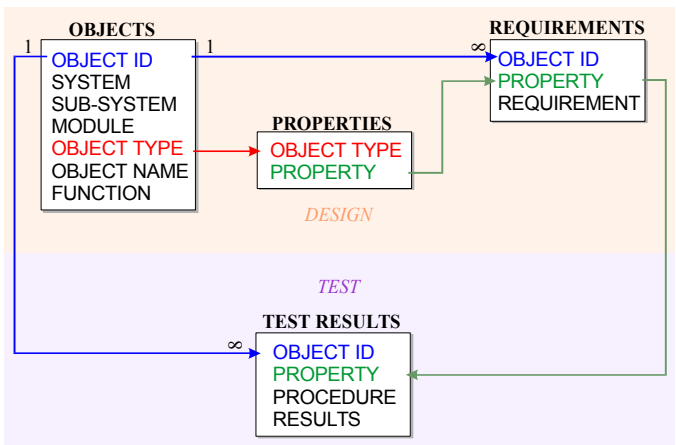 OBJECTS
1
OBJECT ID
SYSTEM
SUB-SYSTEM
MODULE
OBJECT TYPE
OBJECT NAME
FUNCTION
1
∞
REQUIREMENTS
OBJECT ID
PROPERTY
REQUIREMENT
PROPERTIES
OBJECT TYPE
PROPERTY
DESIGN
TEST
TEST RESULTS
∞
OBJECT ID
PROPERTY
PROCEDURE
RESULTS